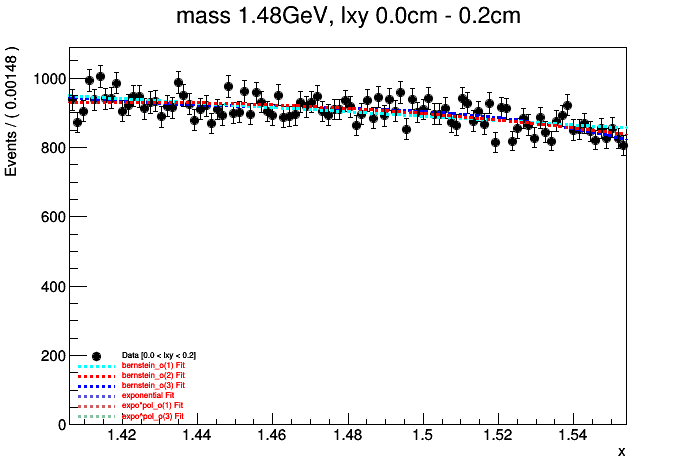 mass 1.48GeV, lxy 0.0cm - 0.2cm
Events / ( 0.00148 )
1000
800
600
400
200
0
Data [0.0 < lxy < 0.2]
bernstein_o(1) Fit
bernstein_o(2) Fit
bernstein_o(3) Fit
exponential Fit
expo*pol_o(1) Fit
expo*pol_o(3) Fit
1.42 1.44 1.46 1.48 1.5 1.52 1.54
x